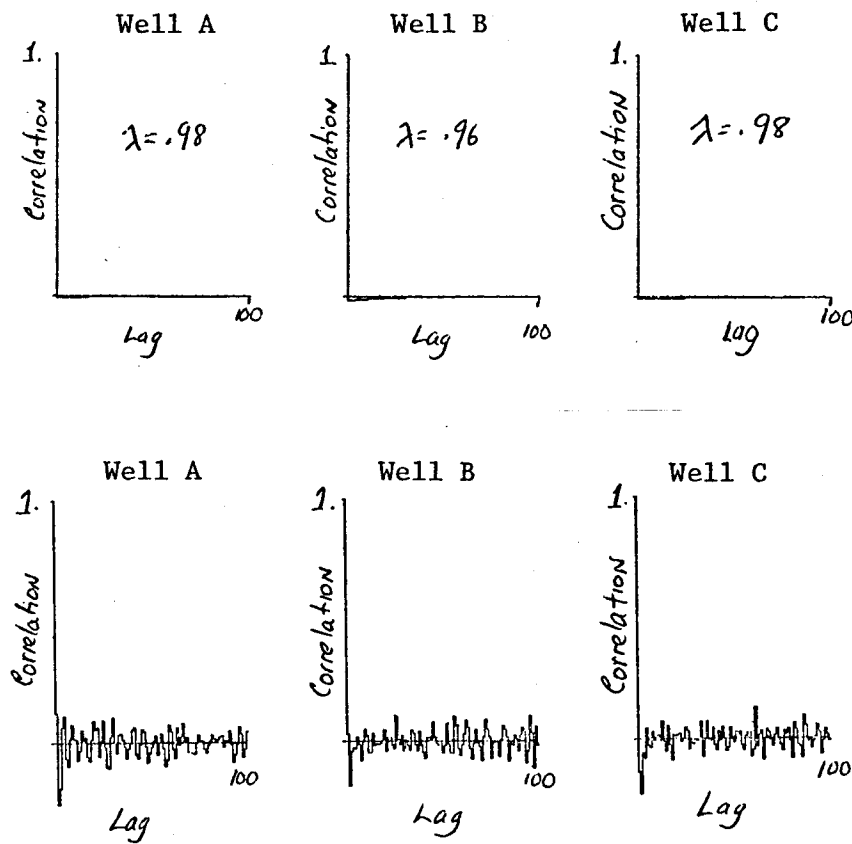 Well A Well B Well C
1. 1. 1.
Correlation Correlation Correlation
λ= .98 λ= .96 λ= .98
100 100 100
Lag Lag Lag
Well A Well B Well C
1. 1. 1.
Correlation Correlation Correlation
100 100 100
Lag Lag Lag